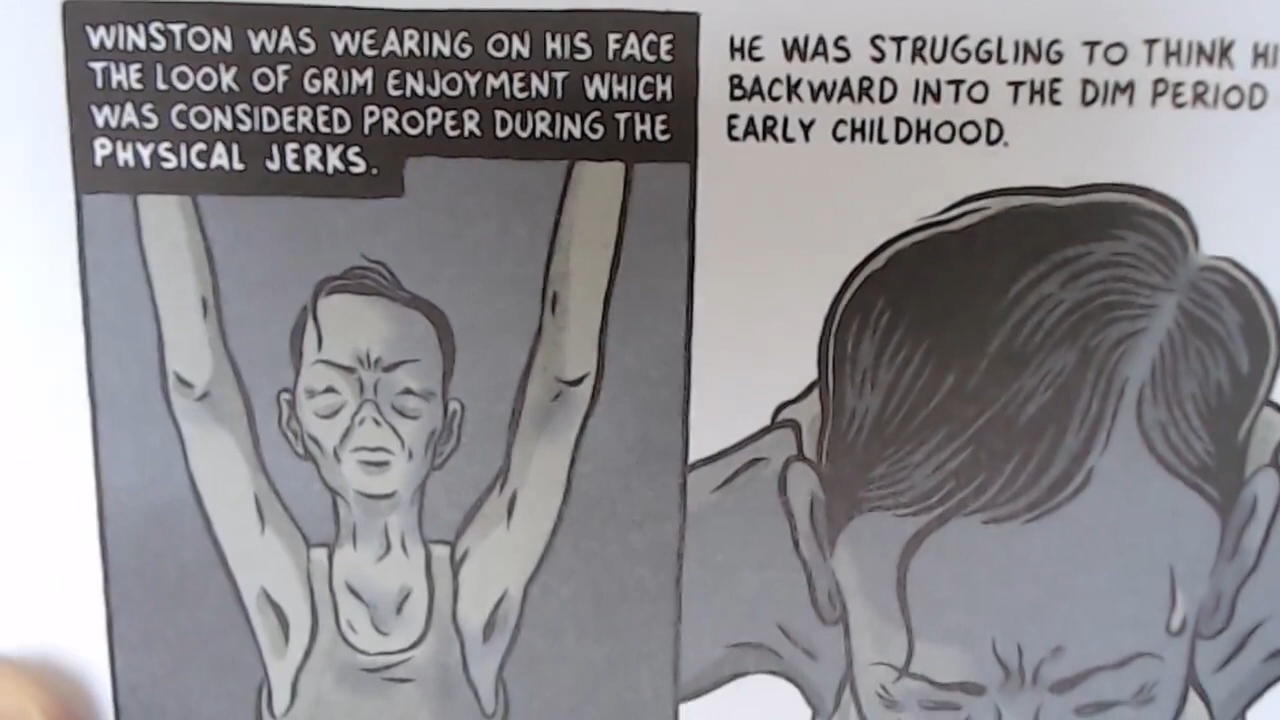 WINSTON WAS WEARING ON HIS FACE
THE LOOK OF GRIM ENJOYMENT WHICH
WAS CONSIDERED PROPER DURING THE
PHYSICAL JERKS.
HE WAS STRUGGLING TO THINK
BACKWARD INTO THE DIM PERIOD
EARLY CHILDHOOD.